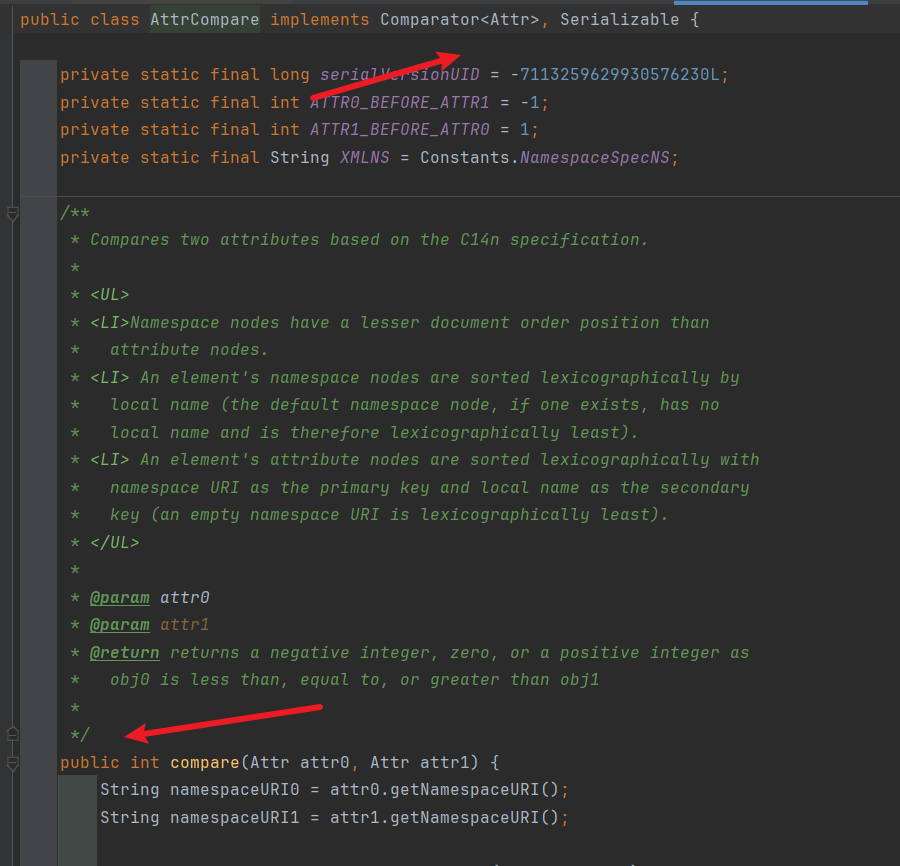 public class AttrCompare implements Comparator<Attr>, Serializable {
private static final long serialVersionUID = -7113259629930576230L;
private static final int ATTR0_BEFORE_ATTR1 = -1;
private static final int ATTR1_BEFORE_ATTR0 = 1;
private static final String XMLNS = Constants.NamespaceSpecNS;
/**
* Compares two attributes based on the C14n specification.
*
* <UL>
* <LI>Namespace nodes have a lesser document order position than
*   attribute nodes.
* <LI> An element's namespace nodes are sorted lexicographically by
*   local name (the default namespace node, if one exists, has no
*   local name and is therefore lexicographically least).
* <LI> An element's attribute nodes are sorted lexicographically with
*   namespace URI as the primary key and local name as the secondary
*   key (an empty namespace URI is lexicographically least).
* </UL>
*
* @param attr0
* @param attr1
* @return returns a negative integer, zero, or a positive integer as
*   obj0 is less than, equal to, or greater than obj1
*
*/
public int compare(Attr attr0, Attr attr1) {
String namespaceURI0 = attr0.getNamespaceURI();
String namespaceURI1 = attr1.getNamespaceURI();